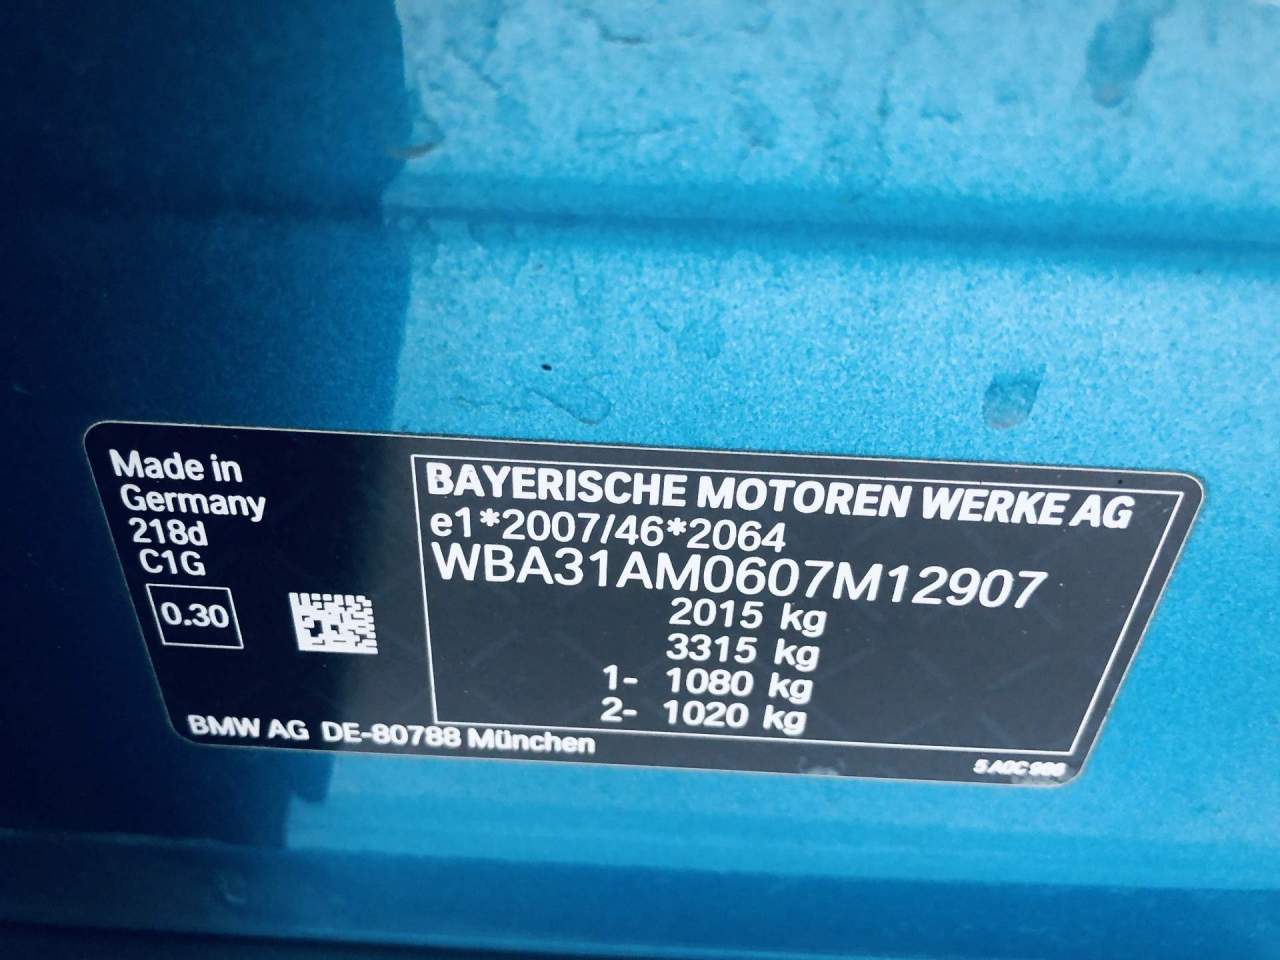 Made in
Germany
218d
C1G
0.30
BAYERISCHE MOTOREN WERKE AG
e1*2007/46*2064
WBA31AM0607M12907
2015 kg
3315 kg
1- 1080 kg
2- 1020 kg
BMW AG DE-80788 München